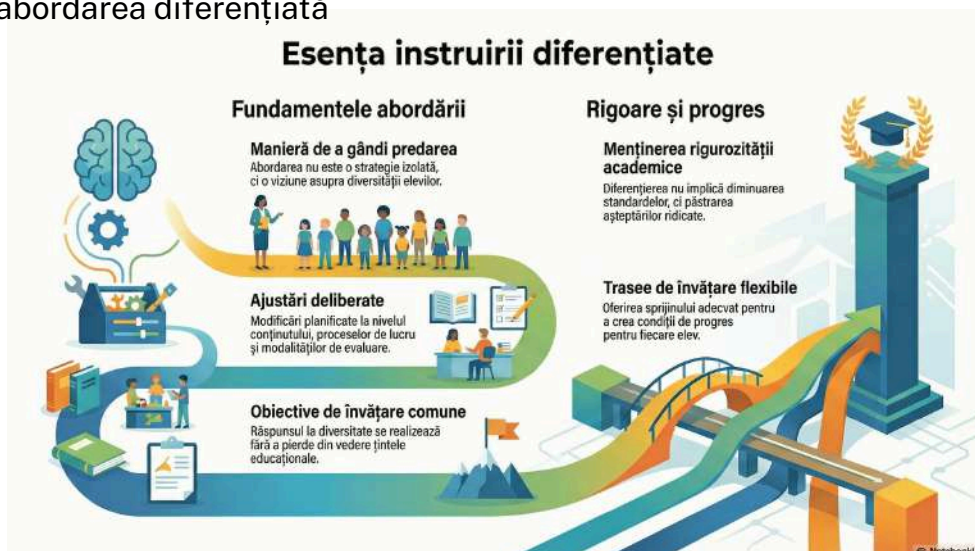 abordarea diferențiată
Esența instruirii diferențiate
Fundamentele abordării
Manieră de a gândi predarea
Abordarea nu este o strategie izolată,
ci o viziune asupra diversității elevilor.
Ajustări deliberate
Modificări planificate la nivelul
conținutului, proceselor de lucru
și modalităților de evaluare.
Obiective de învățare comune
Răspunsul la diversitate se realizează
fără a pierde din vedere țintele
educaționale.
Rigoare și progres
Menținerea rigurozității
academice
Diferențierea nu implică diminuarea
standardelor, ci păstrarea
așteptărilor ridicate.
Trasee de învățare flexibile
Oferirea sprijinului adecvat pentru
a crea condiții de progres
pentru fiecare elev.